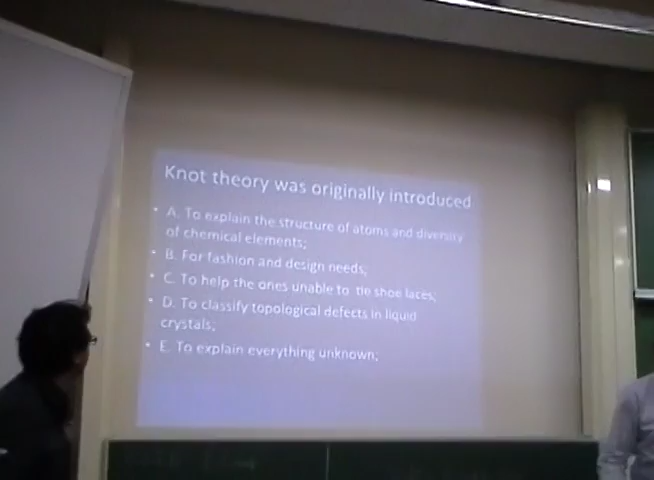 Knot theory was originally introduced
• A. To explain the structure of atoms and diversity
of chemical elements;
• B. For fashion and design needs;
• C. To help the ones unable to tie shoe laces;
• D. To classify topological defects in liquid
crystals;
• E. To explain everything unknown;